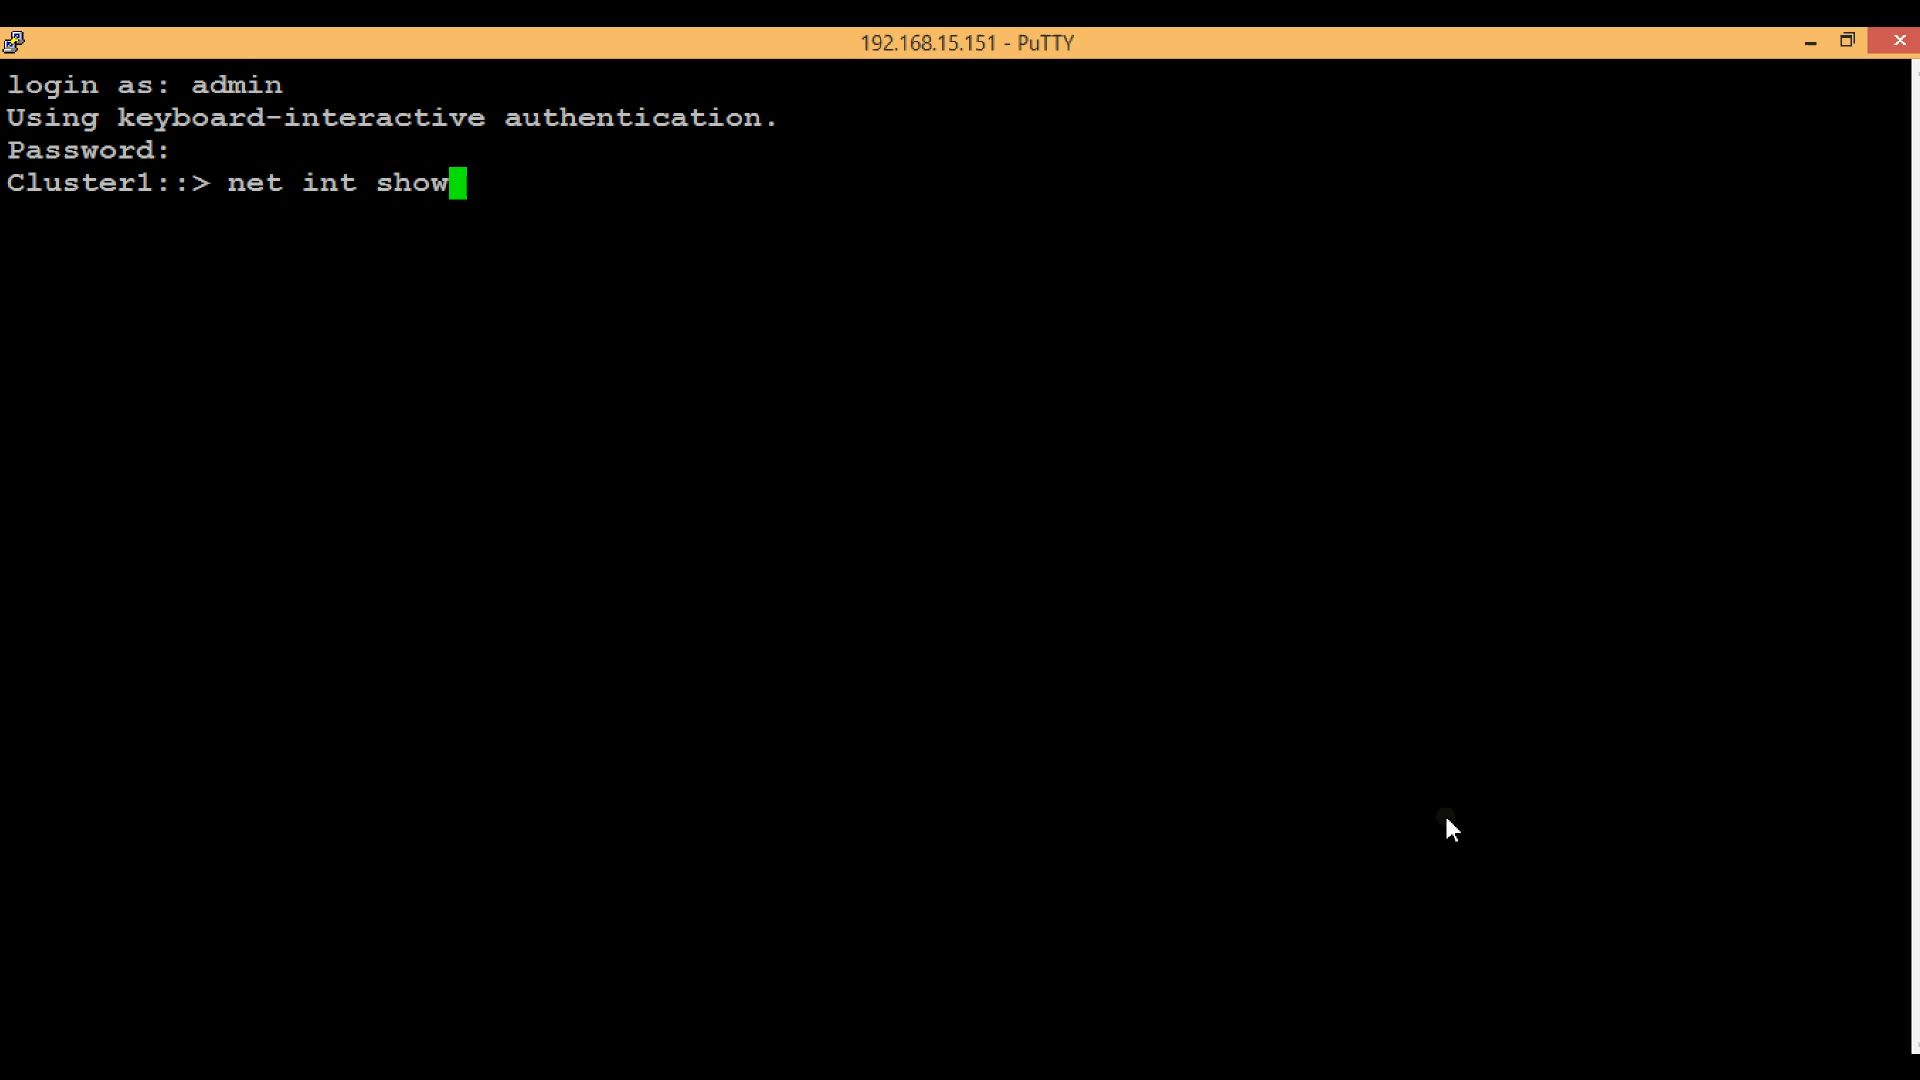 192.168.15.151 - PuTTY
login as: admin
Using keyboard-interactive authentication.
Password:
Cluster1::> net int show